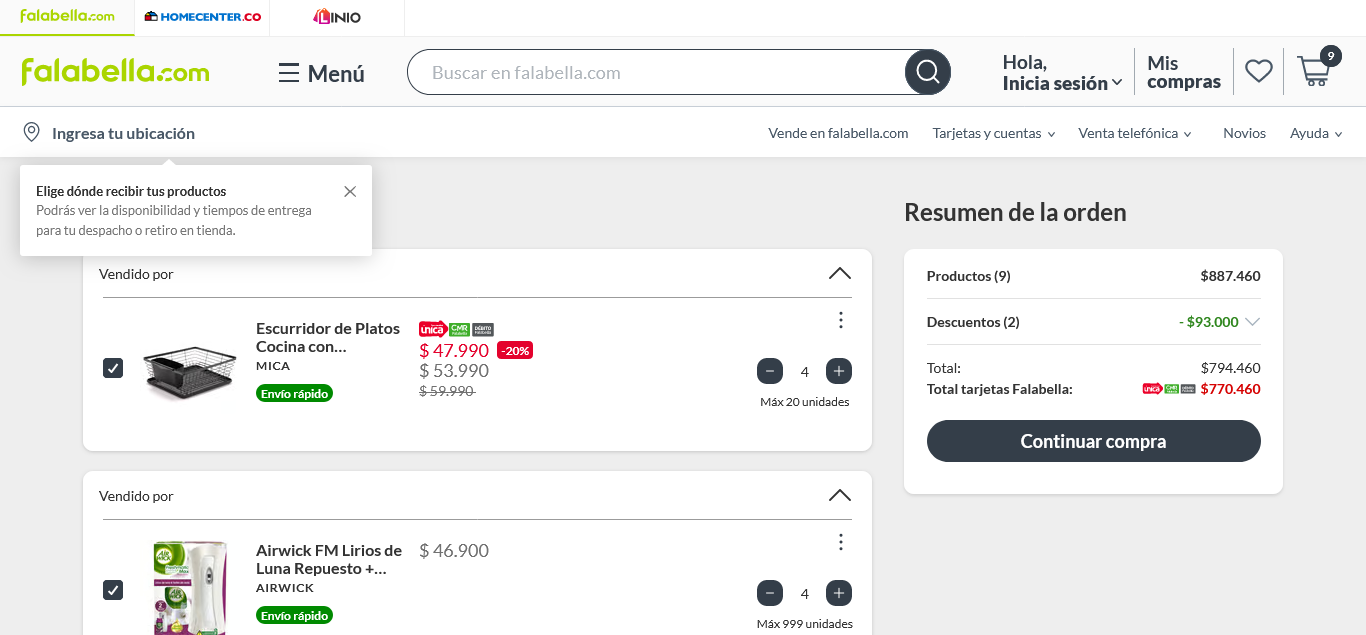 falabella.com
HOMECENTER.CO
LINIO
falabella.com
Menú
Buscar en falabella.com
Hola,
Inicia sesión
Mis
compras
9
Ingresa tu ubicación
Vende en falabella.com
Tarjetas y cuentas
Venta telefónica
Novios
Ayuda
Elige dónde recibir tus productos
Podrás ver la disponibilidad y tiempos de entrega
para tu despacho o retiro en tienda.
Vendido por
Escurridor de Platos
Cocina con...
MICA
Envío rápido
única CMR DÉBITO
$ 47.990 -20%
$ 53.990
$ 59.990
− 4 +
Máx 20 unidades
Vendido por
Airwick FM Lirios de
Luna Repuesto +...
AIRWICK
Envío rápido
$ 46.900
− 4 +
Máx 999 unidades
AIR WICK
Resumen de la orden
Productos (9) $887.460
Descuentos (2) - $93.000
Total: $794.460
Total tarjetas Falabella: única CMR $770.460
Continuar compra